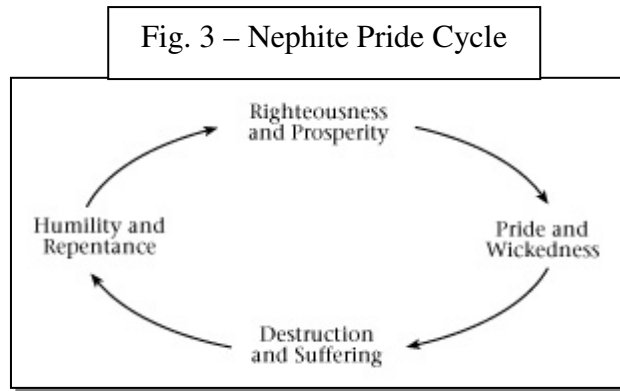 Fig. 3 – Nephite Pride Cycle
Righteousness
and Prosperity
Humility and
Repentance
Pride and
Wickedness
Destruction
and Suffering